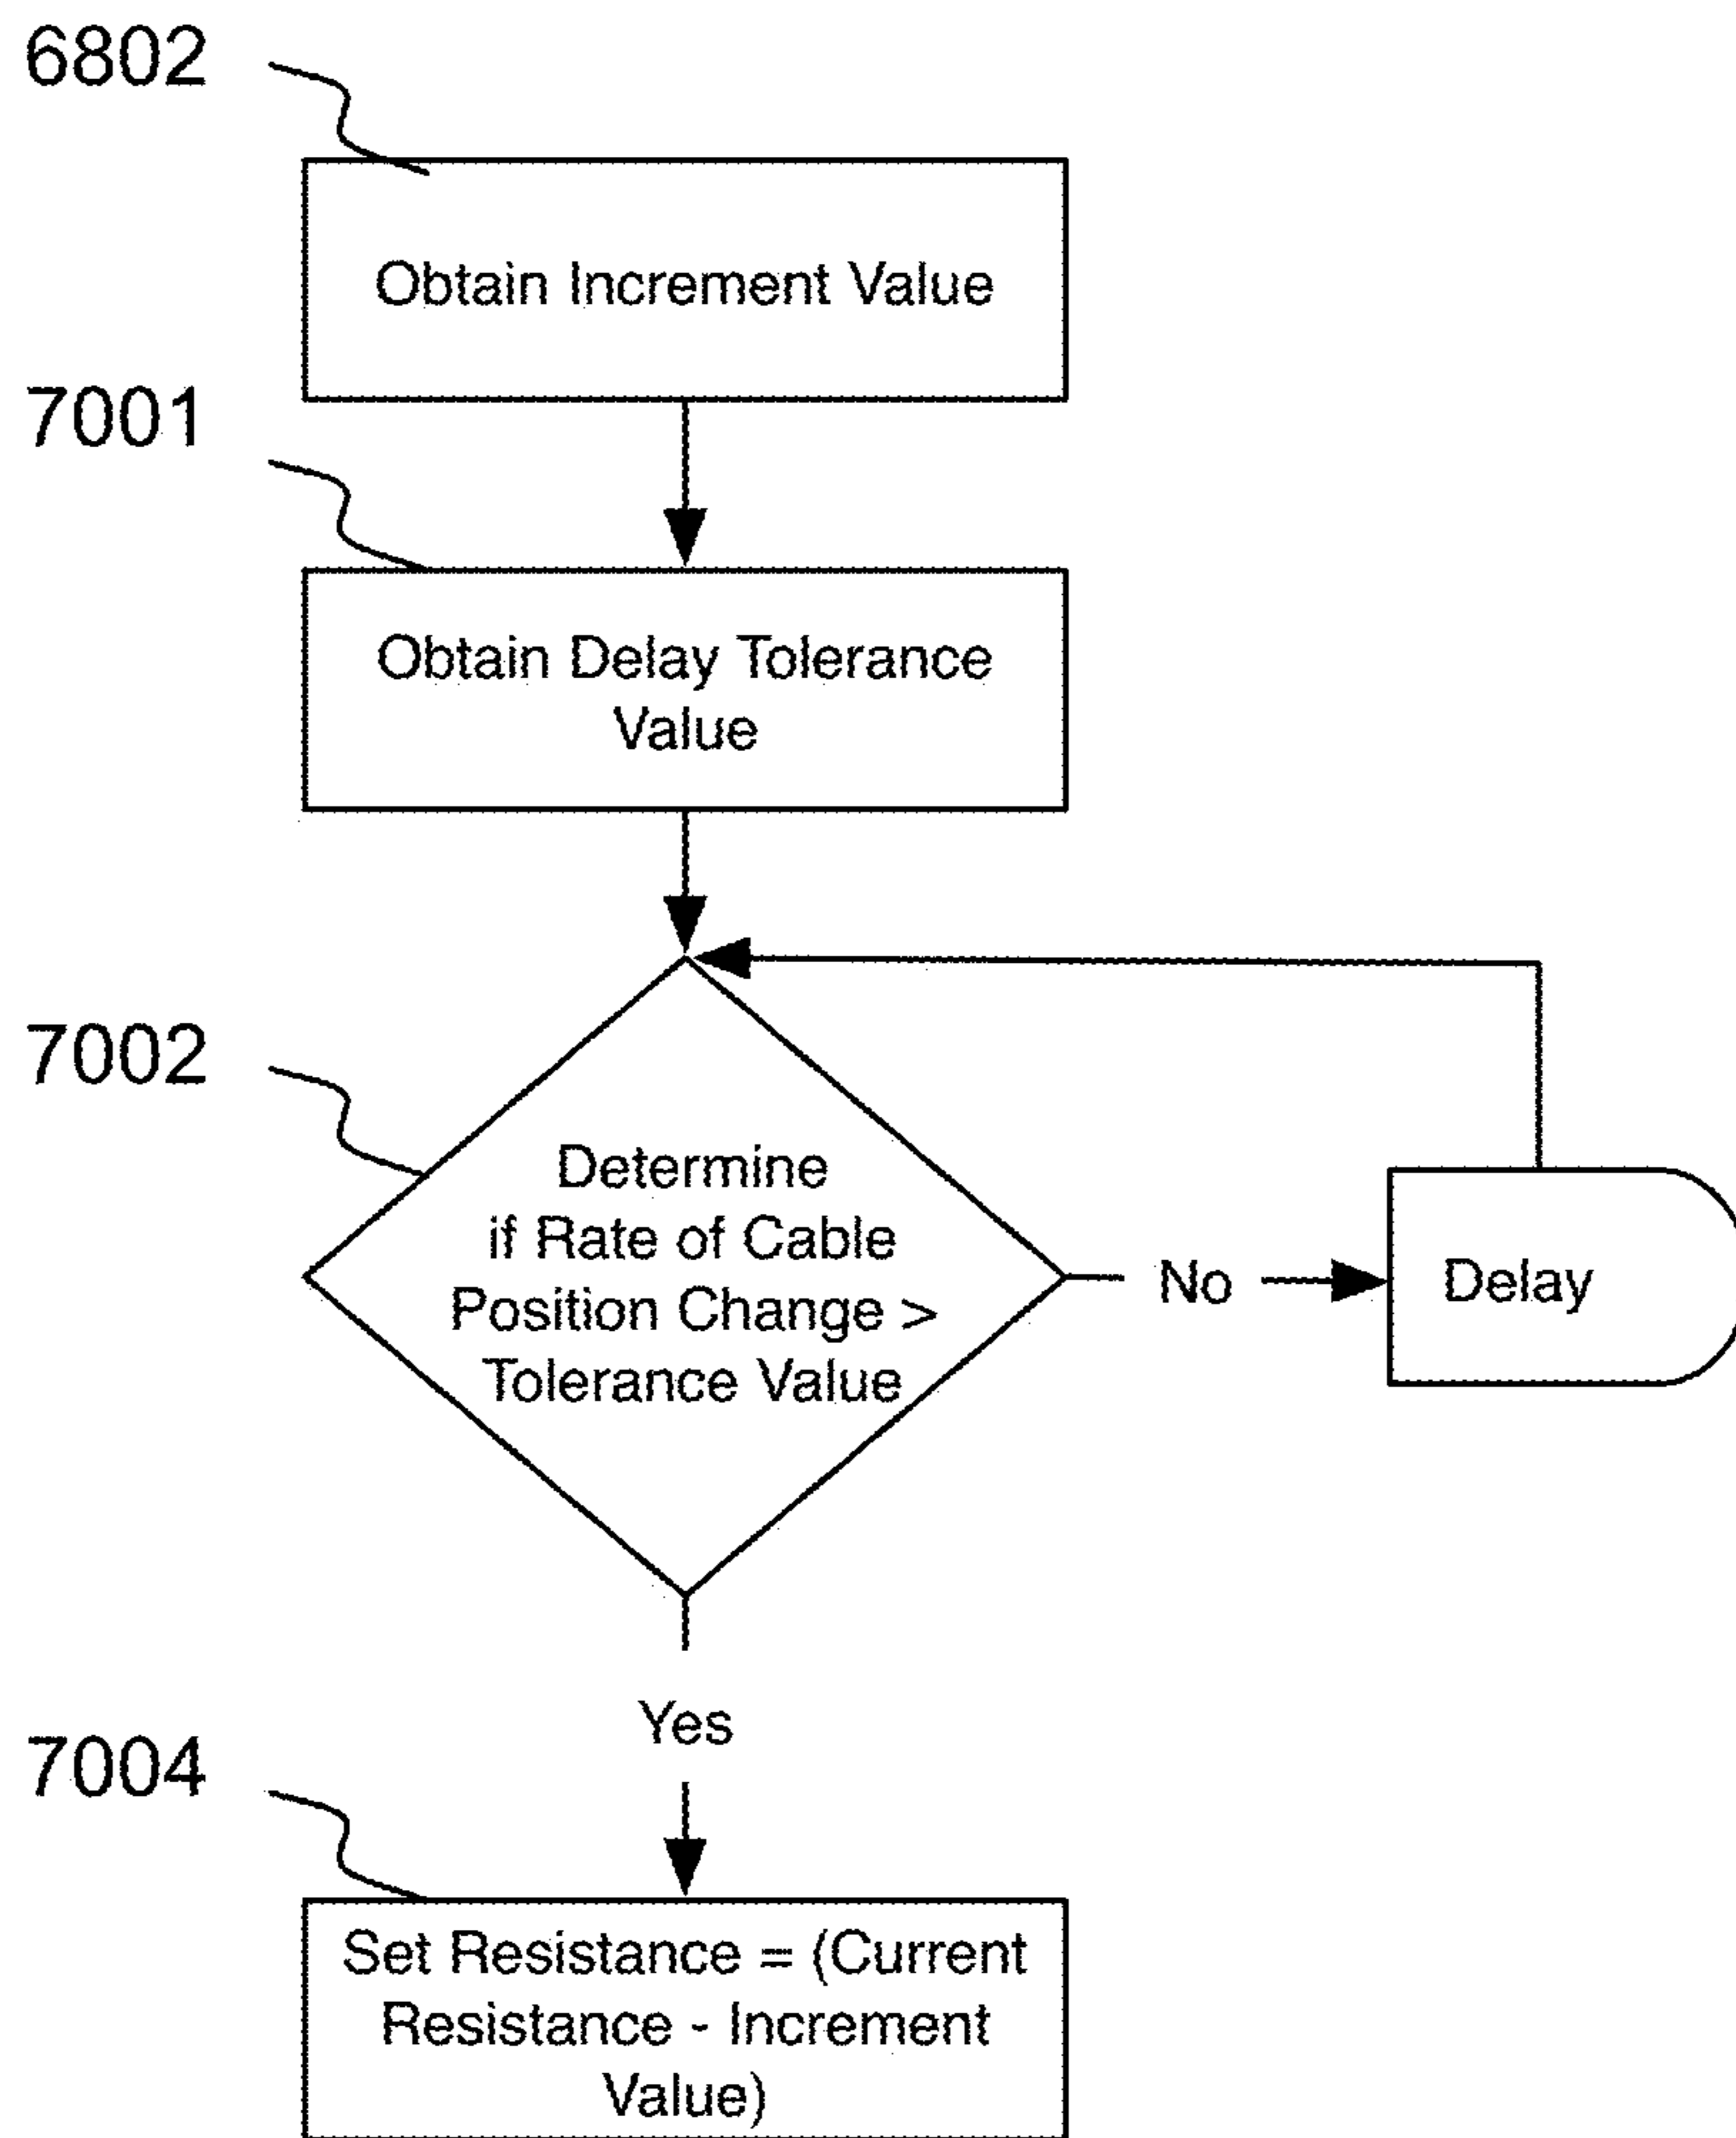 6802
Obtain Increment Value
7001
Obtain Delay Tolerance
Value
7002
Determine
if Rate of Cable
Position Change >
Tolerance Value
No
Delay
Yes
7004
Set Resistance = (Current
Resistance - Increment
Value)